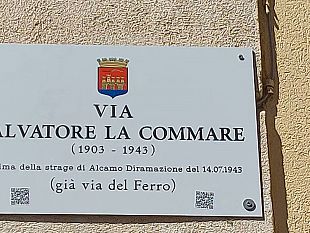 VIA
ALVATORE LA COMMARE
(1903 - 1943)
ima della strage di Alcamo Diramazione del 14.07.1943
(già via del Ferro)